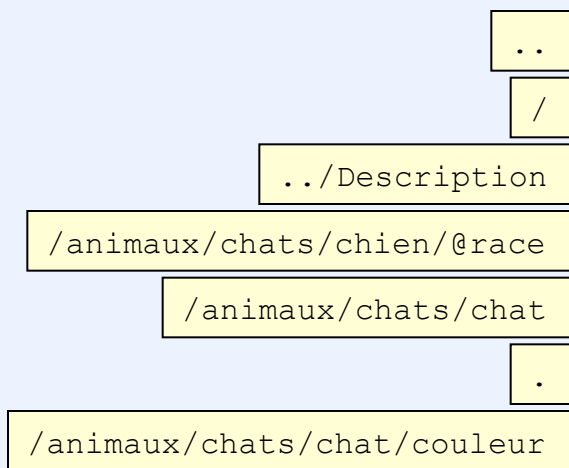 ..
/
../Description
/animaux/chats/chien/@race
/animaux/chats/chat
.
/animaux/chats/chat/couleur